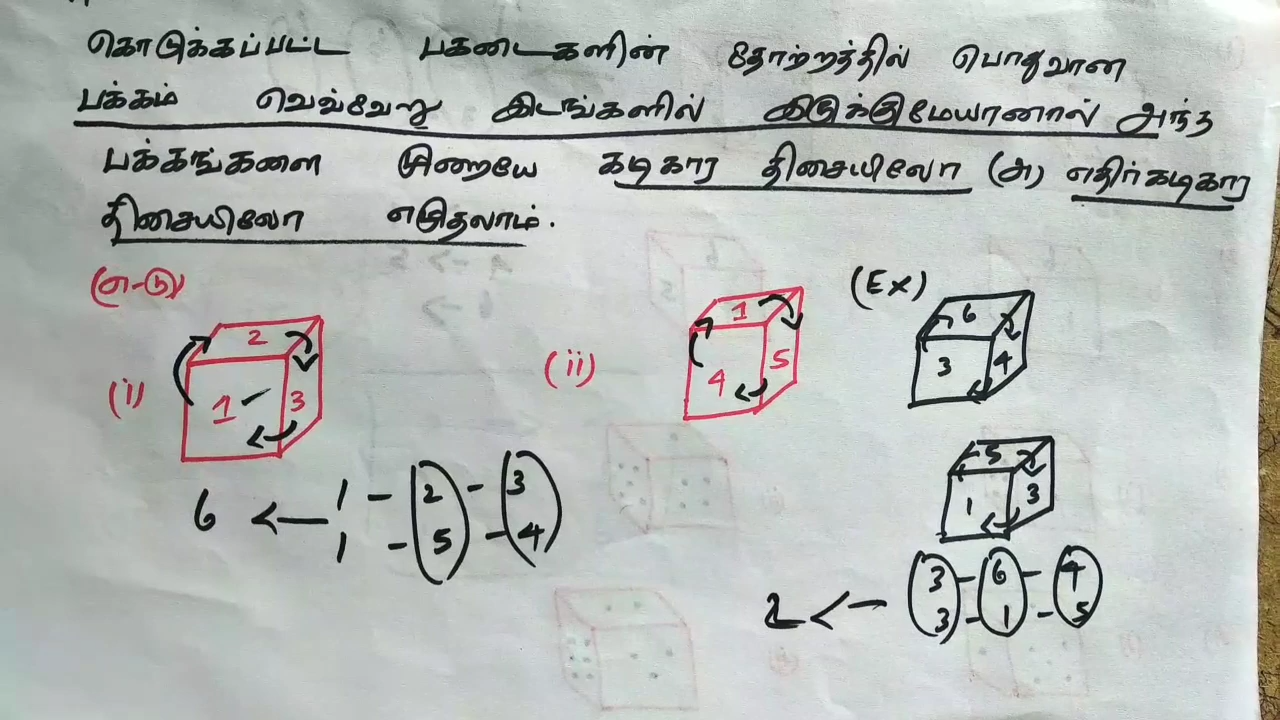 கொடுக்கப்பட்ட பகடைகளின் தோற்றத்தில் பொதுவான
பக்கம் வெவ்வேறு இடங்களில் இருக்குமேயானால் அந்த
பக்கங்களை முறையே கடிகார திசையிலோ (அ) எதிர்கடிகார
திசையிலோ எழுதலாம்.
(எ-டு)
(i)
2
1
3
(ii)
1
4
5
(Ex)
6
3
4
5
1
3
6 ← 1 - 2 - 3
1 - 5 - 4
2 ← 3 - 6 - 4
3 - 1 - 5